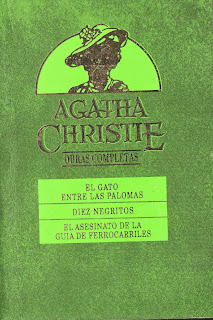 AGATHA
CHRISTIE
OBRAS COMPLETAS
EL GATO
ENTRE LAS PALOMAS
DIEZ NEGRITOS
EL ASESINATO DE LA
GUIA DE FERROCARRILES